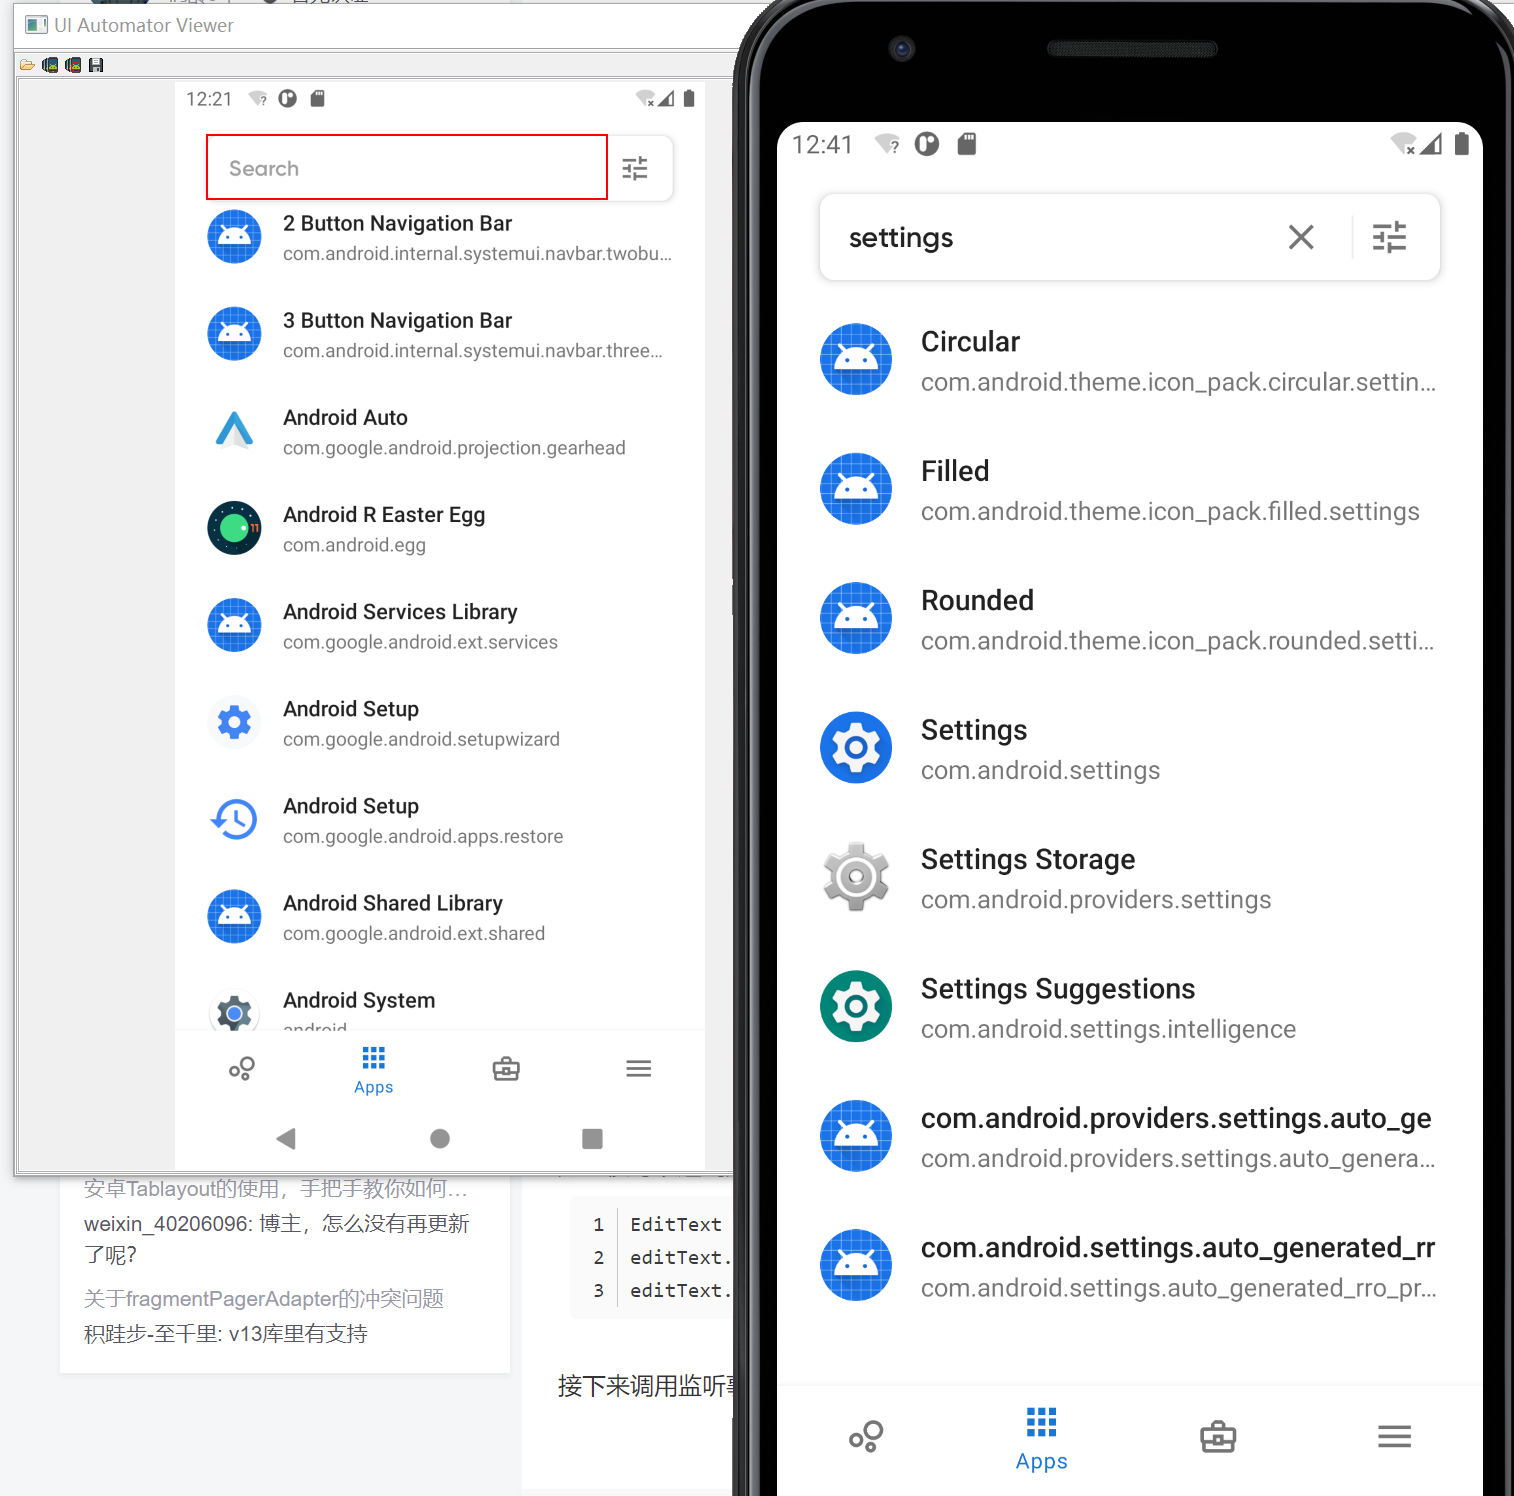 UI Automator Viewer
12:21
Search
2 Button Navigation Bar
com.android.internal.systemui.navbar.twobu...
3 Button Navigation Bar
com.android.internal.systemui.navbar.three...
Android Auto
com.google.android.projection.gearhead
Android R Easter Egg
com.android.egg
Android Services Library
com.google.android.ext.services
Android Setup
com.google.android.setupwizard
Android Setup
com.google.android.apps.restore
Android Shared Library
com.google.android.ext.shared
Android System
android
Apps
安卓Tablayout的使用，手把手教你如何...
weixin_40206096: 博主，怎么没有再更新
了呢？
关于fragmentPagerAdapter的冲突问题
积跬步-至千里: v13库里有支持
1 EditText
2 editText.
3 editText.
接下来调用监听
12:41
settings
Circular
com.android.theme.icon_pack.circular.settin...
Filled
com.android.theme.icon_pack.filled.settings
Rounded
com.android.theme.icon_pack.rounded.setti...
Settings
com.android.settings
Settings Storage
com.android.providers.settings
Settings Suggestions
com.android.settings.intelligence
com.android.providers.settings.auto_ge
com.android.providers.settings.auto_genera...
com.android.settings.auto_generated_rr
com.android.settings.auto_generated_rro_pr...
Apps